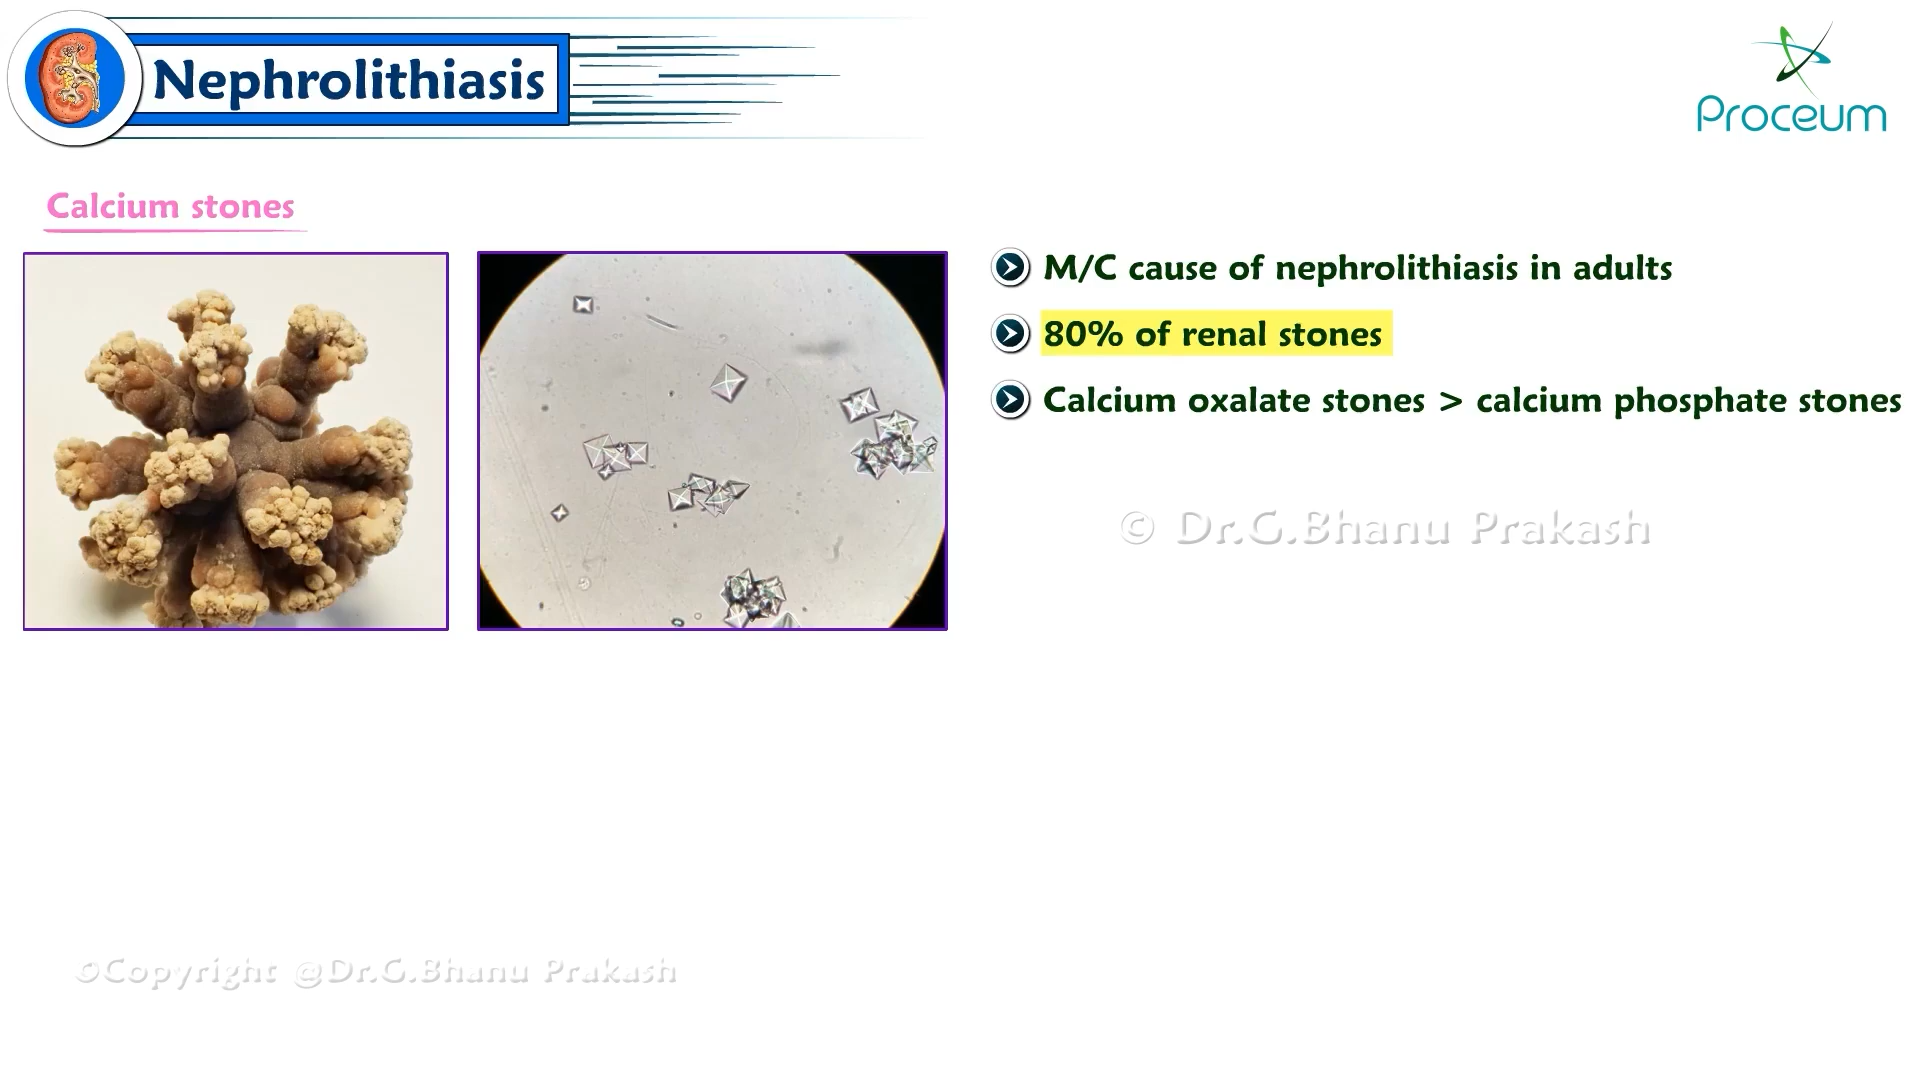 Nephrolithiasis
Proceum
Calcium stones
M/C cause of nephrolithiasis in adults
80% of renal stones
Calcium oxalate stones > calcium phosphate stones
© Dr.G.Bhanu Prakash
©Copyright @Dr.G.Bhanu Prakash